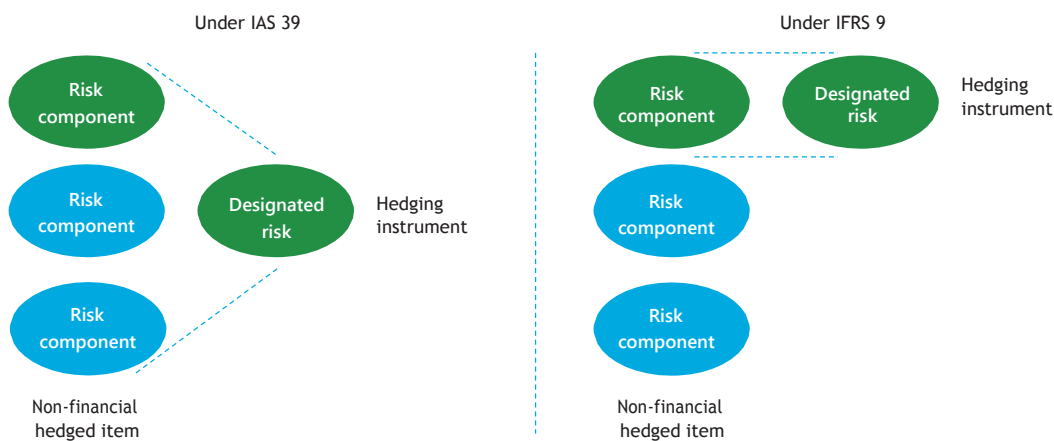 Under IAS 39
Risk
component
Risk
component
Risk
component
Designated
risk
Hedging
instrument
Non-financial
hedged item
Under IFRS 9
Risk
component
Designated
risk
Hedging
instrument
Risk
component
Risk
component
Non-financial
hedged item